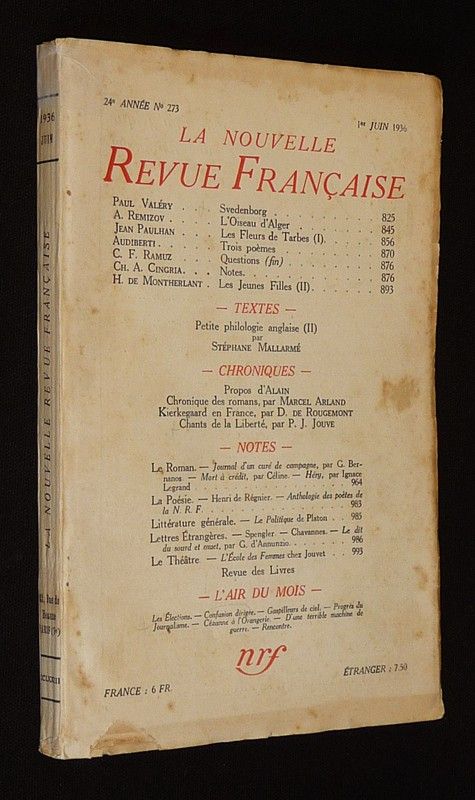 24e ANNÉE No 273
1er JUIN 1936
LA NOUVELLE
REVUE FRANÇAISE
PAUL VALÉRY . . . Svedenborg . . . . . . . . . 825
A. REMIZOV . . . . L'Oiseau d'Alger . . . . . . . 845
JEAN PAULHAN . . . Les Fleurs de Tarbes (I). . . . . 856
AUDIBERTI . . . . . Trois poèmes . . . . . . . . 870
C. F. RAMUZ . . . Questions (fin) . . . . . . . . 876
CH. A. CINGRIA. . . Notes. . . . . . . . . . . 876
H. DE MONTHERLANT . Les Jeunes Filles (II). . . . . . 893
— TEXTES —
Petite philologie anglaise (II)
par
STÉPHANE MALLARMÉ
— CHRONIQUES —
Propos d'ALAIN
Chronique des romans, par MARCEL ARLAND
Kierkegaard en France, par D. DE ROUGEMONT
Chants de la Liberté, par P. J. JOUVE
— NOTES —
Le Roman. — Journal d'un curé de campagne, par G. Ber-
nanos — Mort à crédit, par Céline. — Héry, par Ignace
Legrand . . . . . . . . . . . 964
La Poésie. — Henri de Régnier. — Anthologie des poètes de
la N. R. F. . . . . . . . . . . 983
Littérature générale. — Le Politique de Platon . . 985
Lettres Étrangères. — Spengler. — Chavannes. — Le dit
du sourd et muet, par G. d'Annunzio. . . . . 986
Le Théâtre — L'École des Femmes chez Jouvet . . 993
Revue des Livres
— L'AIR DU MOIS —
Les Élections. — Confusion dirigée. — Gaspilleurs de ciel. — Progrès du
Journalisme. — Cézanne à l'Orangerie — D'une terrible machine de
guerre. — Rencontre.
nrf
FRANCE : 6 FR.
ÉTRANGER : 7.50
1936
JUIN
LA NOUVELLE REVUE FRANÇAISE